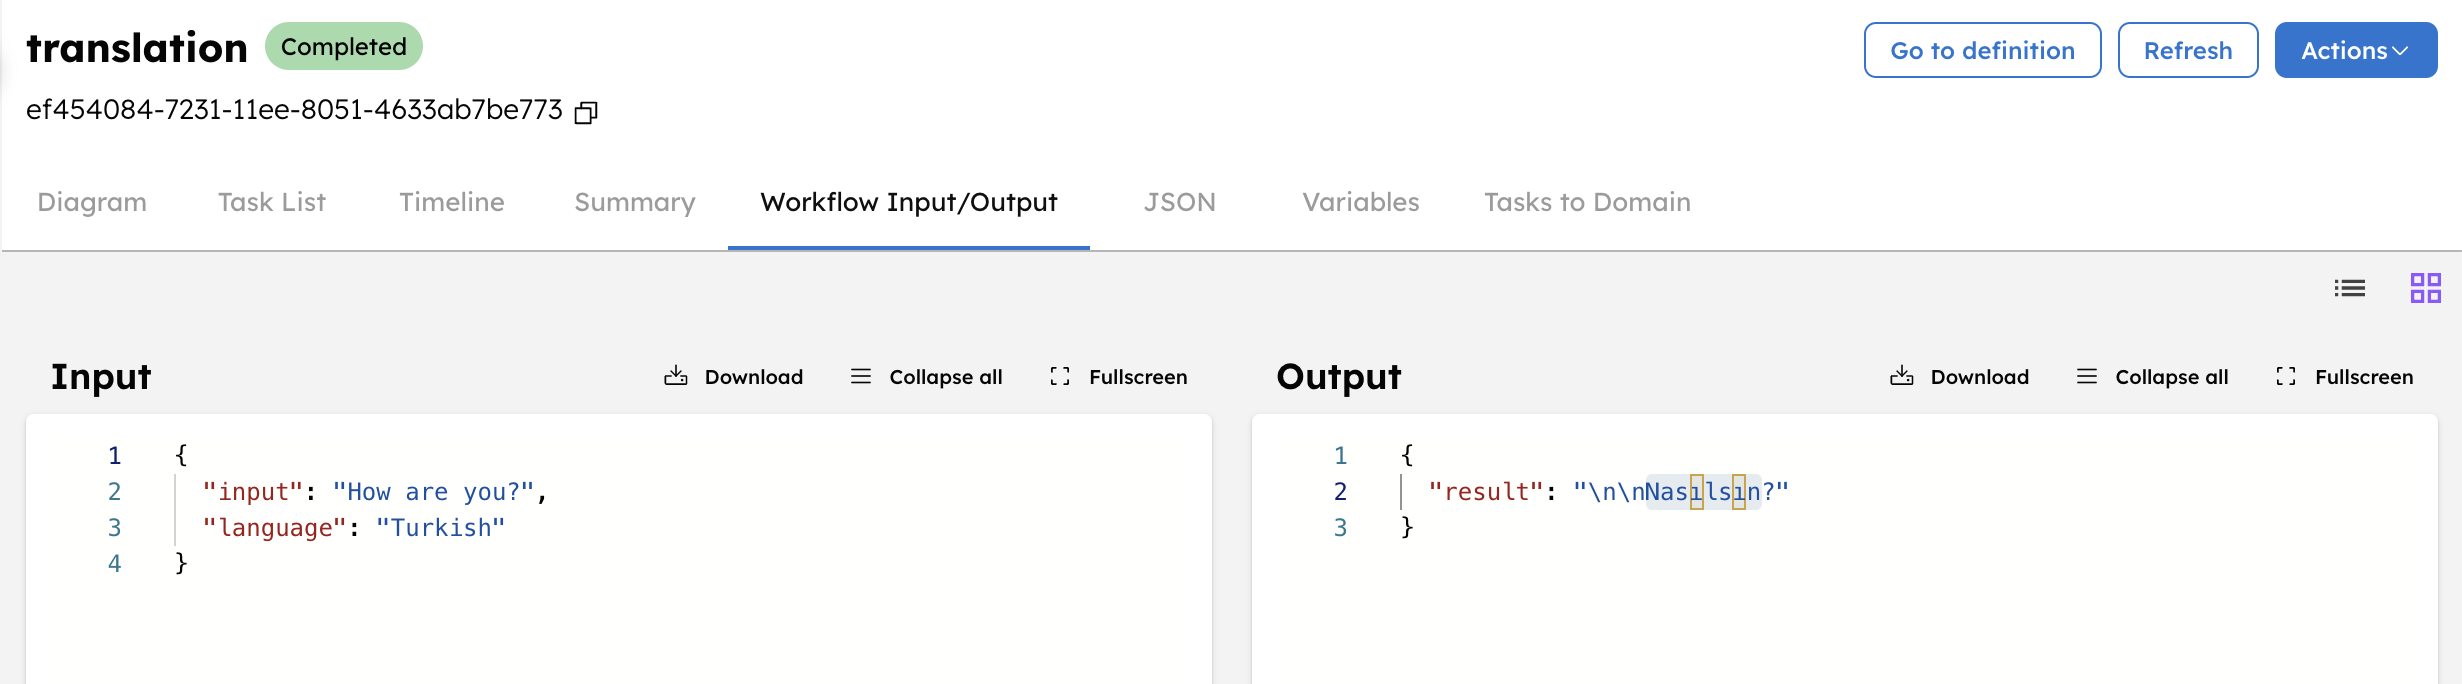 translation Completed
Go to definition Refresh Actions
ef454084-7231-11ee-8051-4633ab7be773
Diagram Task List Timeline Summary Workflow Input/Output JSON Variables Tasks to Domain
Input Download Collapse all Fullscreen
1 {
2 "input": "How are you?",
3 "language": "Turkish"
4 }
Output Download Collapse all Fullscreen
1 {
2 "result": "\n\nNasılsın?"
3 }